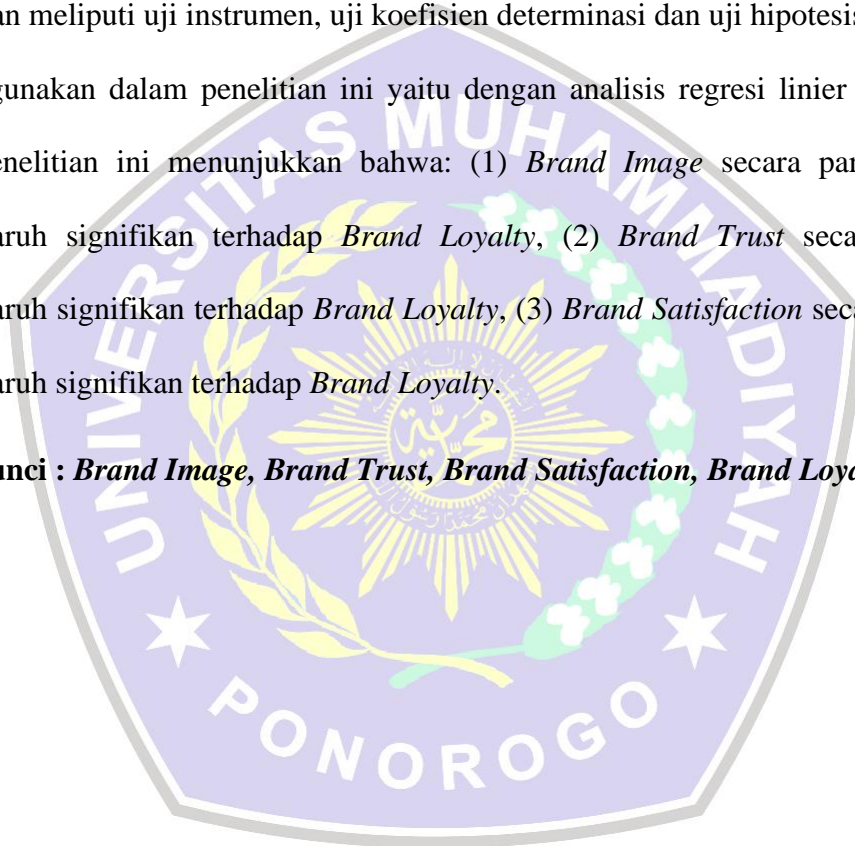 an meliputi uji instrumen, uji koefisien determinasi dan uji hipotesis
gunakan dalam penelitian ini yaitu dengan analisis regresi linier
enelitian ini menunjukkan bahwa: (1) Brand Image secara par
aruh signifikan terhadap Brand Loyalty, (2) Brand Trust seca
aruh signifikan terhadap Brand Loyalty, (3) Brand Satisfaction seca
aruh signifikan terhadap Brand Loyalty.
unci : Brand Image, Brand Trust, Brand Satisfaction, Brand Loya
UNIVERSITAS MUHAMMADIYAH
PONOROGO